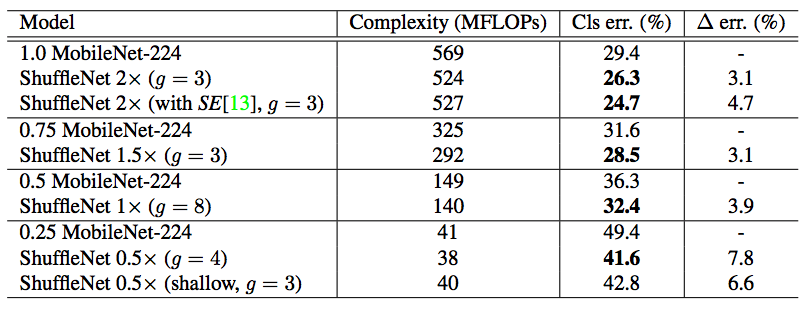 Model Complexity (MFLOPs) Cls err. (%) Δ err. (%)
1.0 MobileNet-224 569 29.4 -
ShuffleNet 2× (g = 3) 524 26.3 3.1
ShuffleNet 2× (with SE[13], g = 3) 527 24.7 4.7
0.75 MobileNet-224 325 31.6 -
ShuffleNet 1.5× (g = 3) 292 28.5 3.1
0.5 MobileNet-224 149 36.3 -
ShuffleNet 1× (g = 8) 140 32.4 3.9
0.25 MobileNet-224 41 49.4 -
ShuffleNet 0.5× (g = 4) 38 41.6 7.8
ShuffleNet 0.5× (shallow, g = 3) 40 42.8 6.6